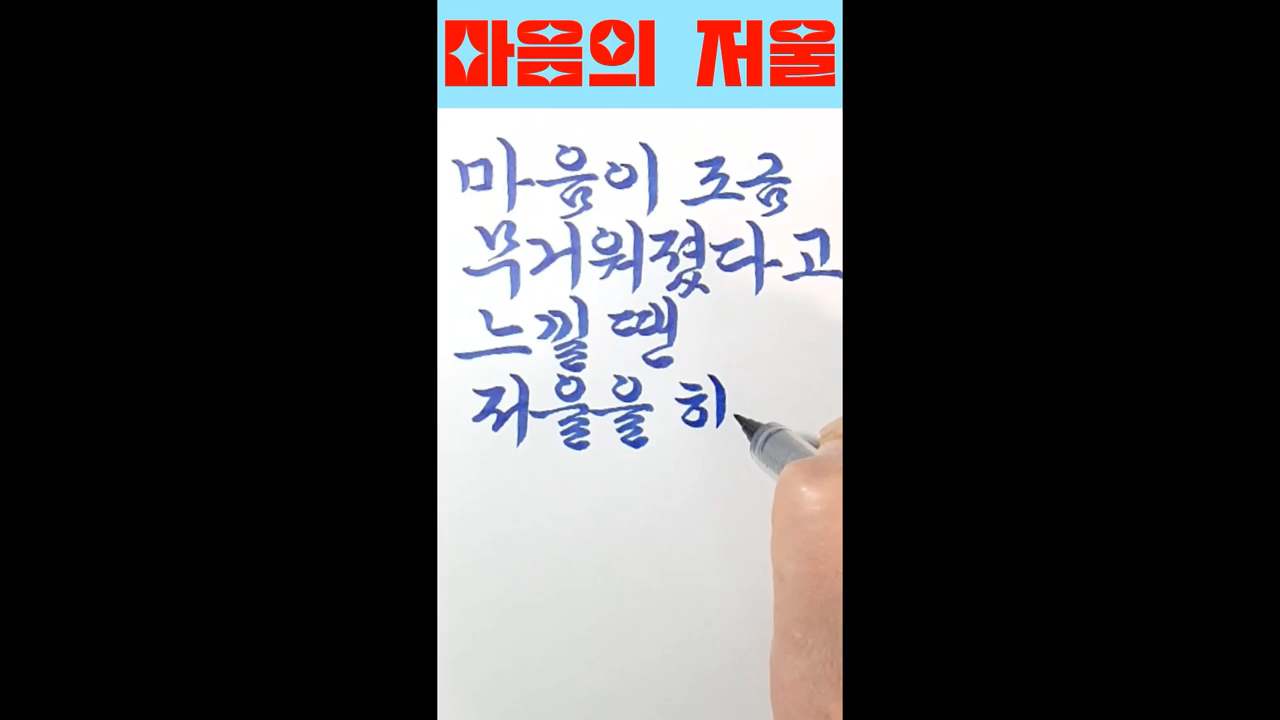 마음의 저울
마음이 조금
무거워졌다고
느낄 땐
저울을 히